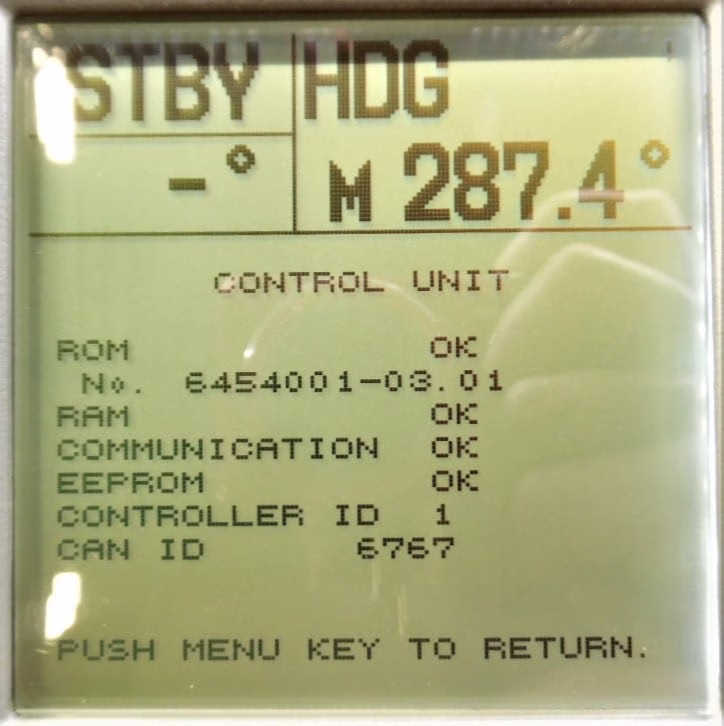 STBY HDG
-° M 287.4°
CONTROL UNIT
ROM OK
No. 6454001-03.01
RAM OK
COMMUNICATION OK
EEPROM OK
CONTROLLER ID 1
CAN ID 6767
PUSH MENU KEY TO RETURN.